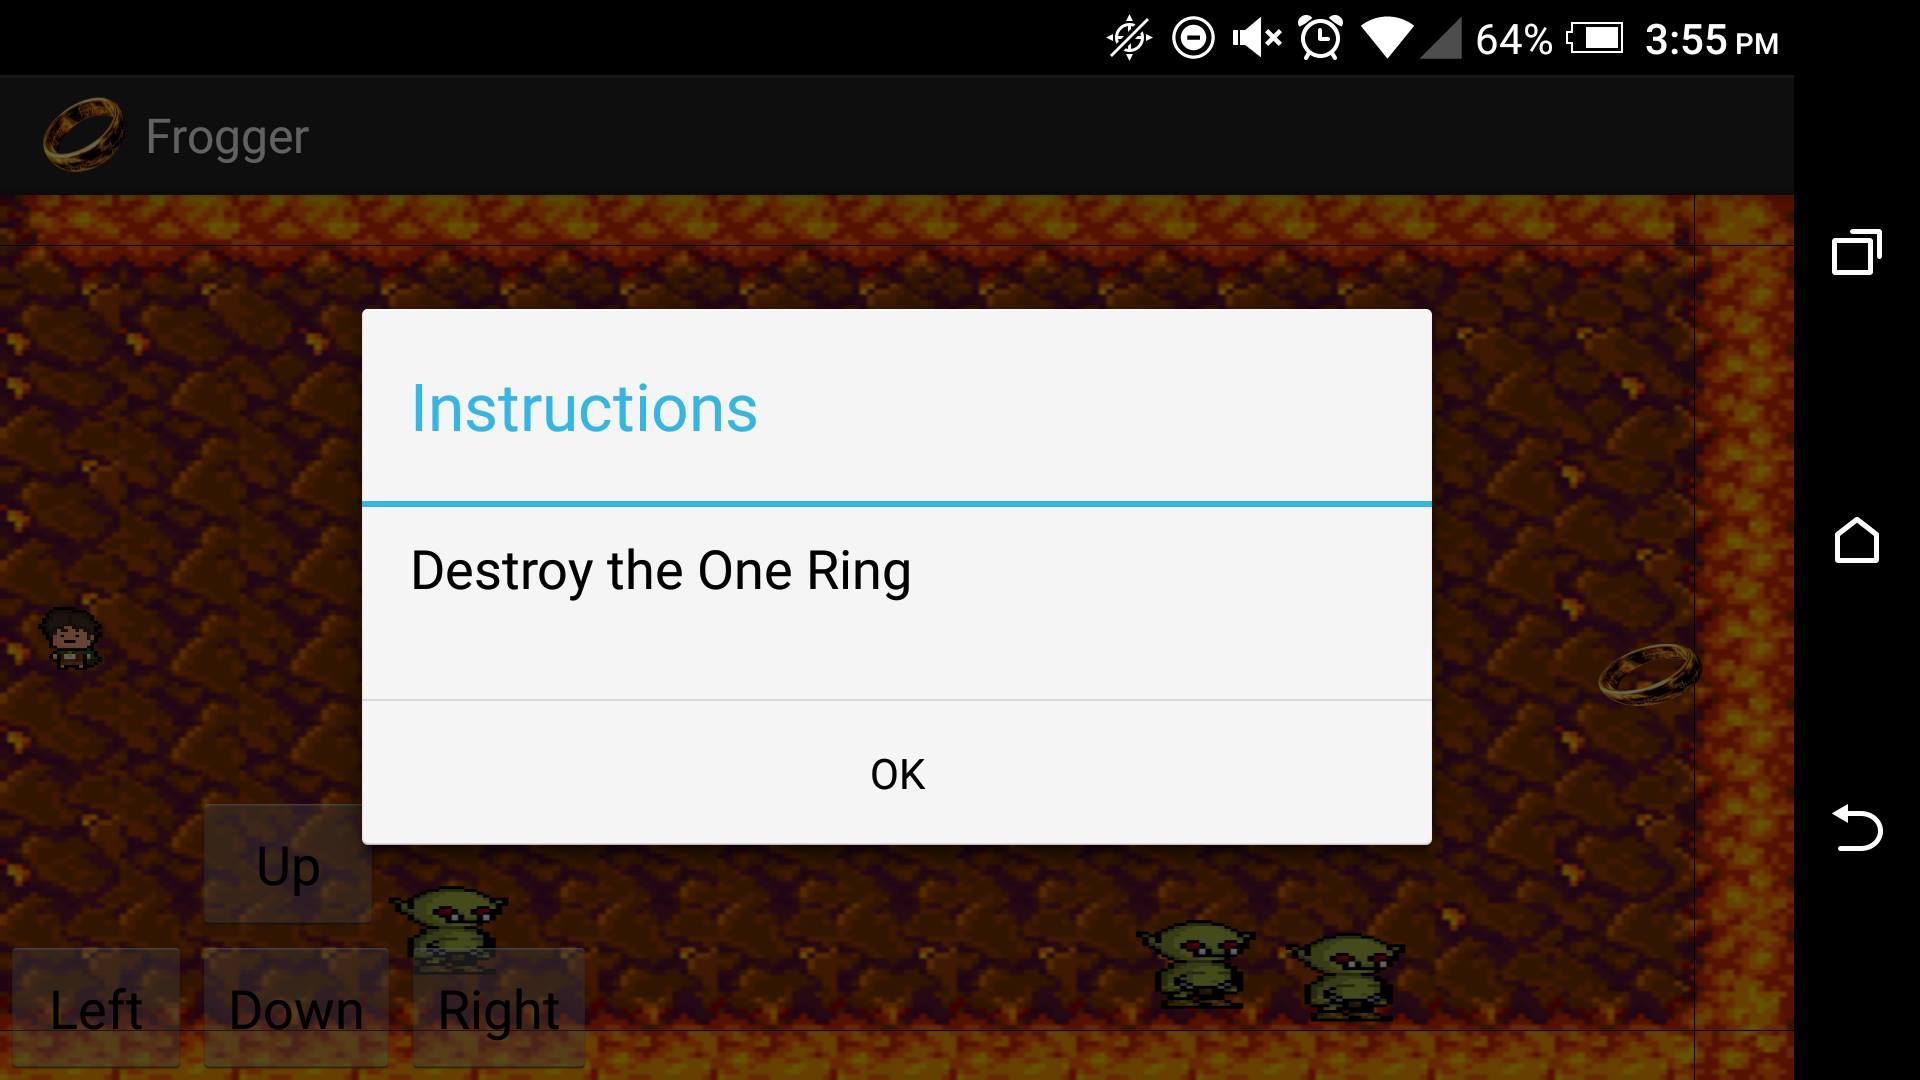 64% 3:55 PM
Frogger
Instructions
Destroy the One Ring
OK
Up
Left Down Right